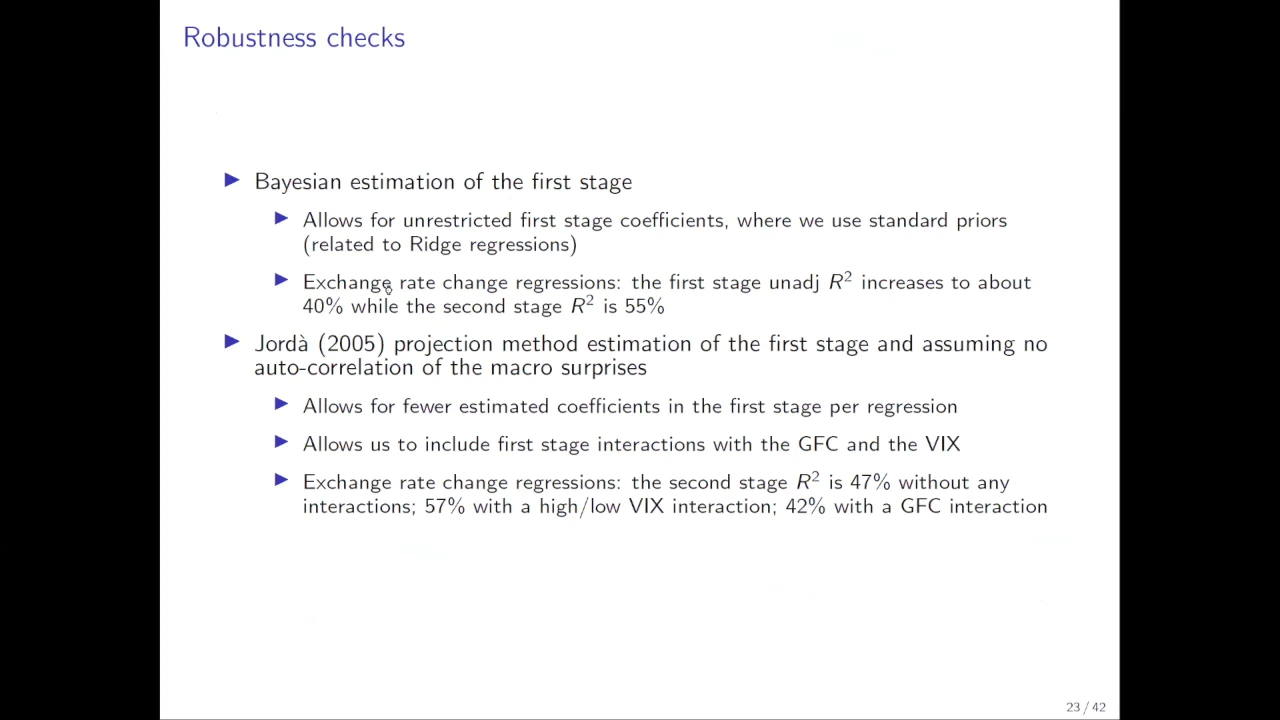 Robustness checks
Bayesian estimation of the first stage
Allows for unrestricted first stage coefficients, where we use standard priors
(related to Ridge regressions)
Exchange rate change regressions: the first stage unadj R² increases to about
40% while the second stage R² is 55%
Jordà (2005) projection method estimation of the first stage and assuming no
auto-correlation of the macro surprises
Allows for fewer estimated coefficients in the first stage per regression
Allows us to include first stage interactions with the GFC and the VIX
Exchange rate change regressions: the second stage R² is 47% without any
interactions; 57% with a high/low VIX interaction; 42% with a GFC interaction
23 / 42